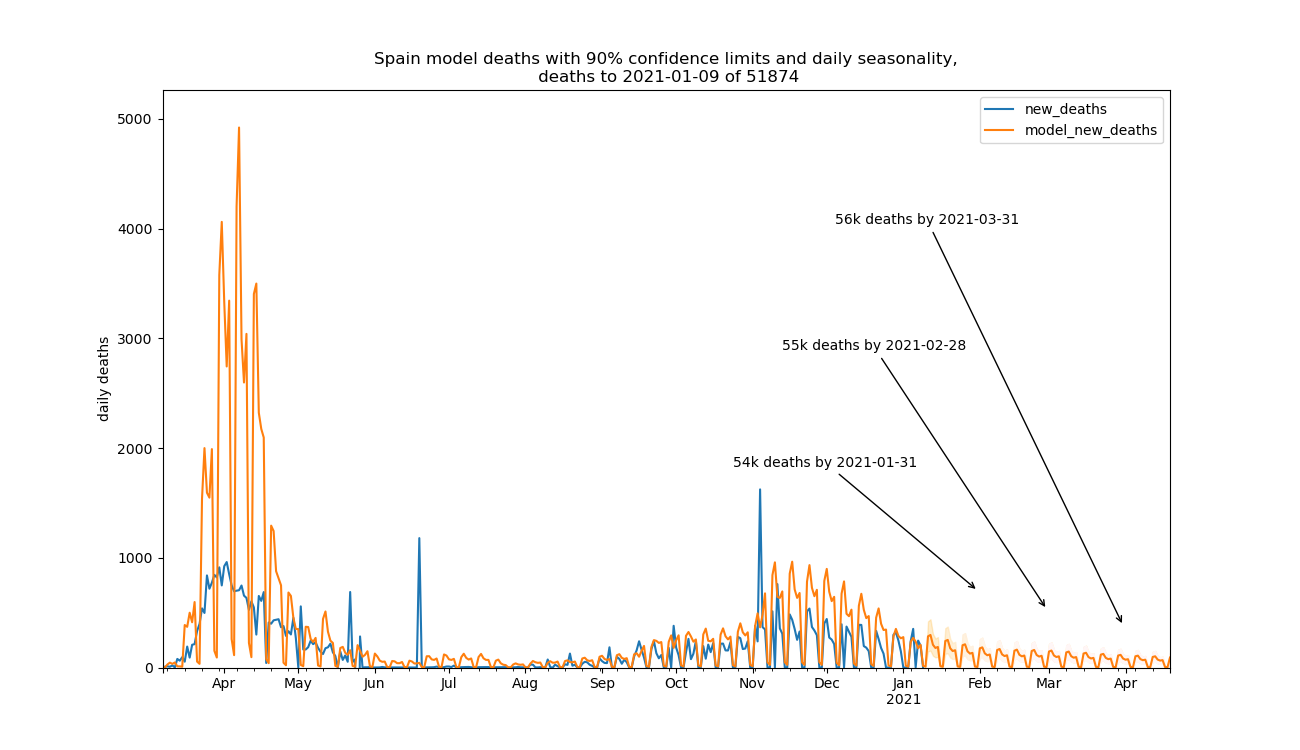 Spain model deaths with 90% confidence limits and daily seasonality,
deaths to 2021-01-09 of 51874
new_deaths
model_new_deaths
daily deaths
5000
4000
3000
2000
1000
0
56k deaths by 2021-03-31
55k deaths by 2021-02-28
54k deaths by 2021-01-31
Apr May Jun Jul Aug Sep Oct Nov Dec Jan Feb Mar Apr
2021